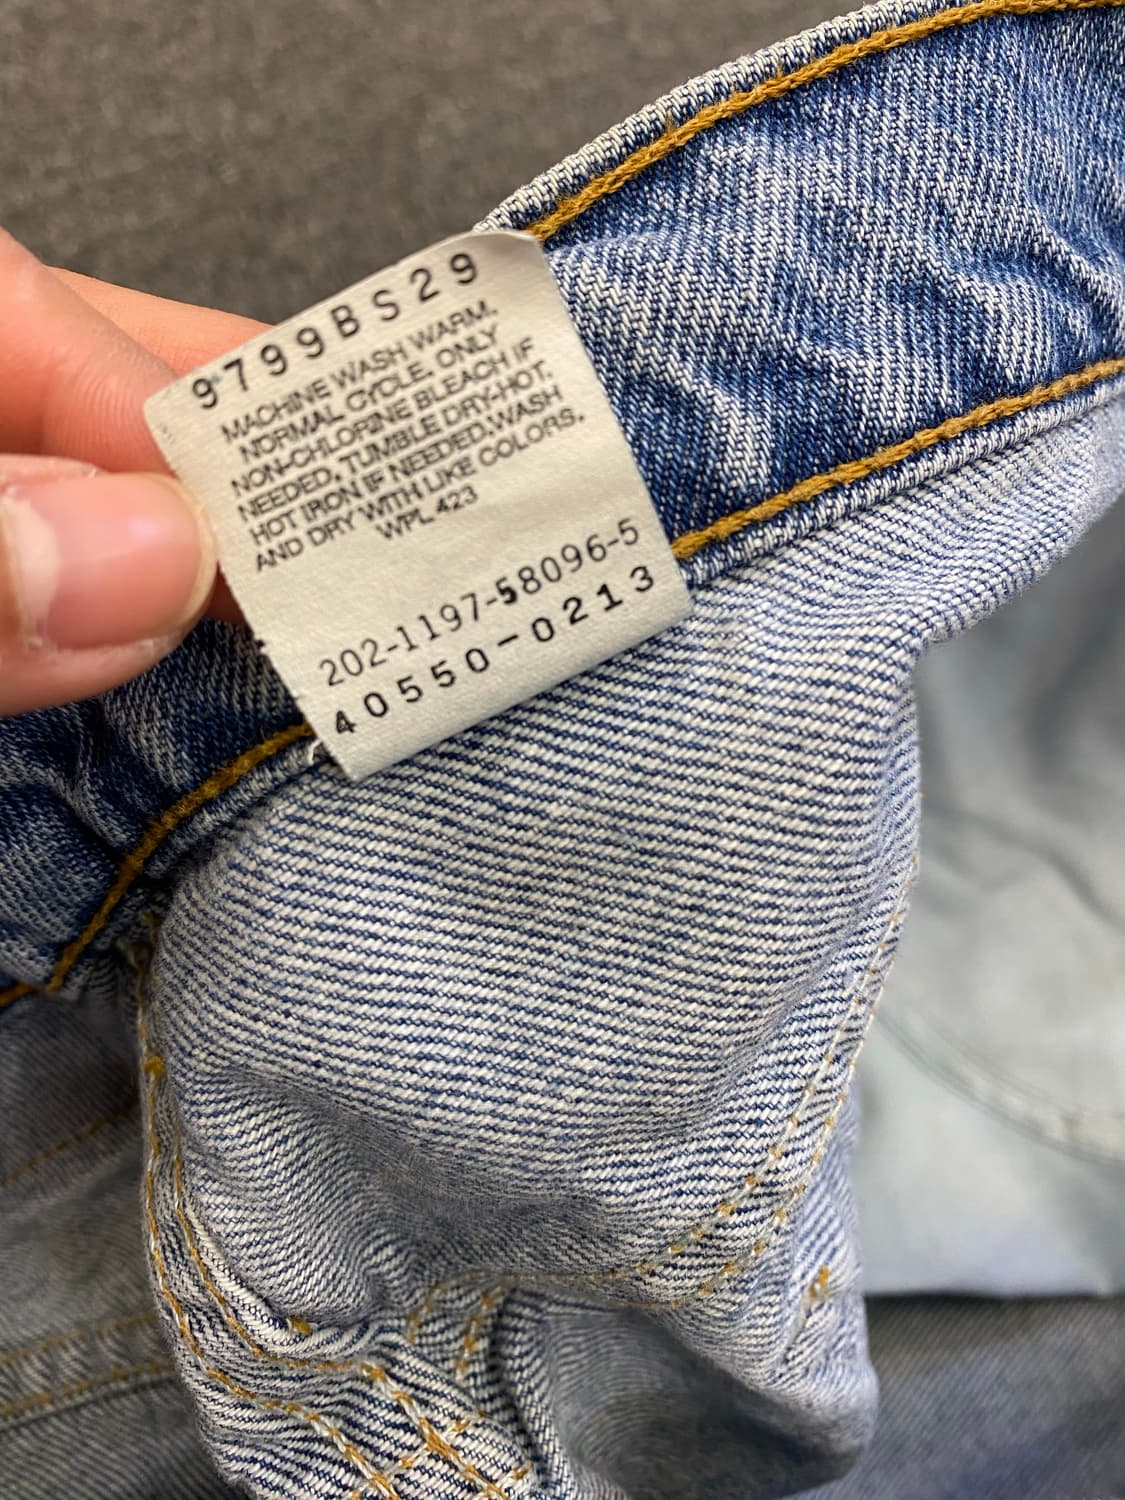 9799BS29
MACHINE WASH WARM.
NORMAL CYCLE. ONLY
NON-CHLORINE BLEACH IF
NEEDED. TUMBLE DRY-HOT.
HOT IRON IF NEEDED.WASH
AND DRY WITH LIKE COLORS.
WPL 423
202-1197-58096-5
40550-0213